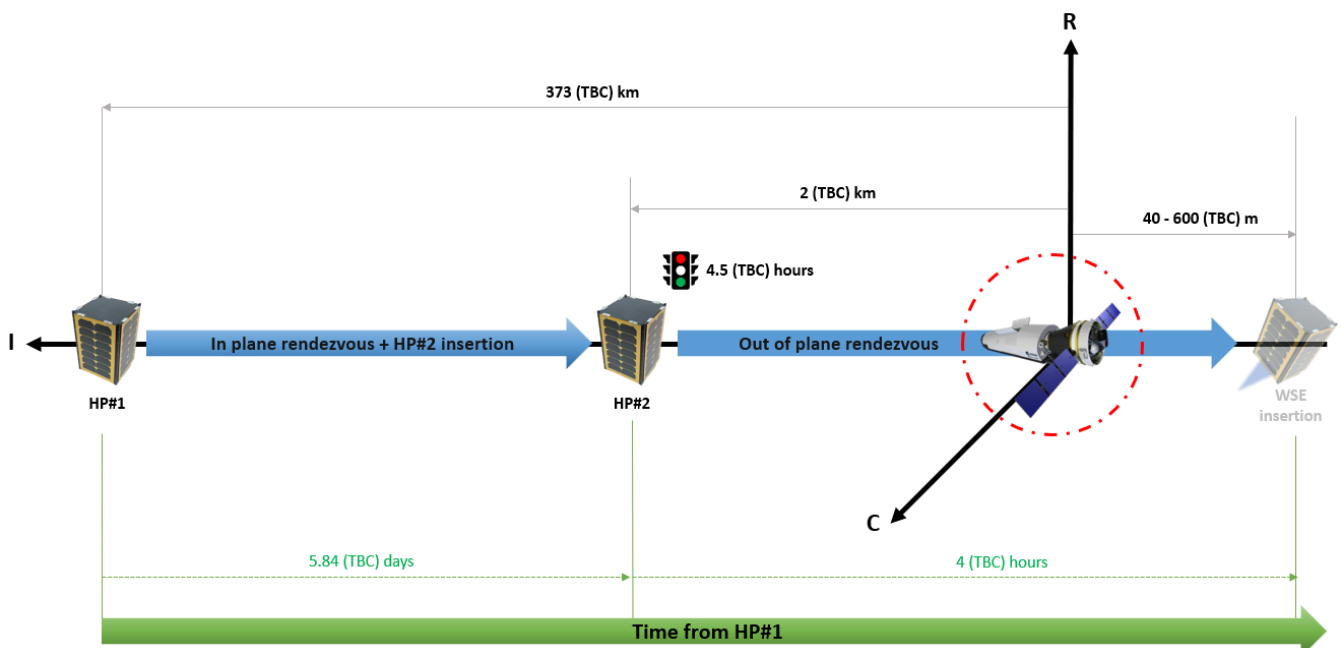 R
373 (TBC) km
2 (TBC) km
40 - 600 (TBC) m
4.5 (TBC) hours
I
In plane rendezvous + HP#2 insertion
Out of plane rendezvous
HP#1
HP#2
WSE
insertion
C
5.84 (TBC) days
4 (TBC) hours
Time from HP#1